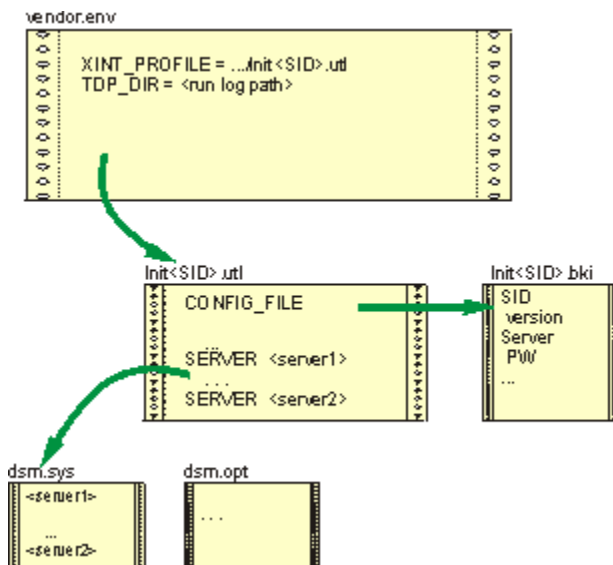 vendor.env
XINT_PROFILE = .../Init<SID>.utl
TDP_DIR = <run log path>
Init<SID>.utl
Init<SID>.bki
CONFIG_FILE
...
SERVER <server1>
...
SERVER <server2>
SID
version
Server
PW
...
dsm.sys
dsm.opt
<server1>
...
<server2>
...